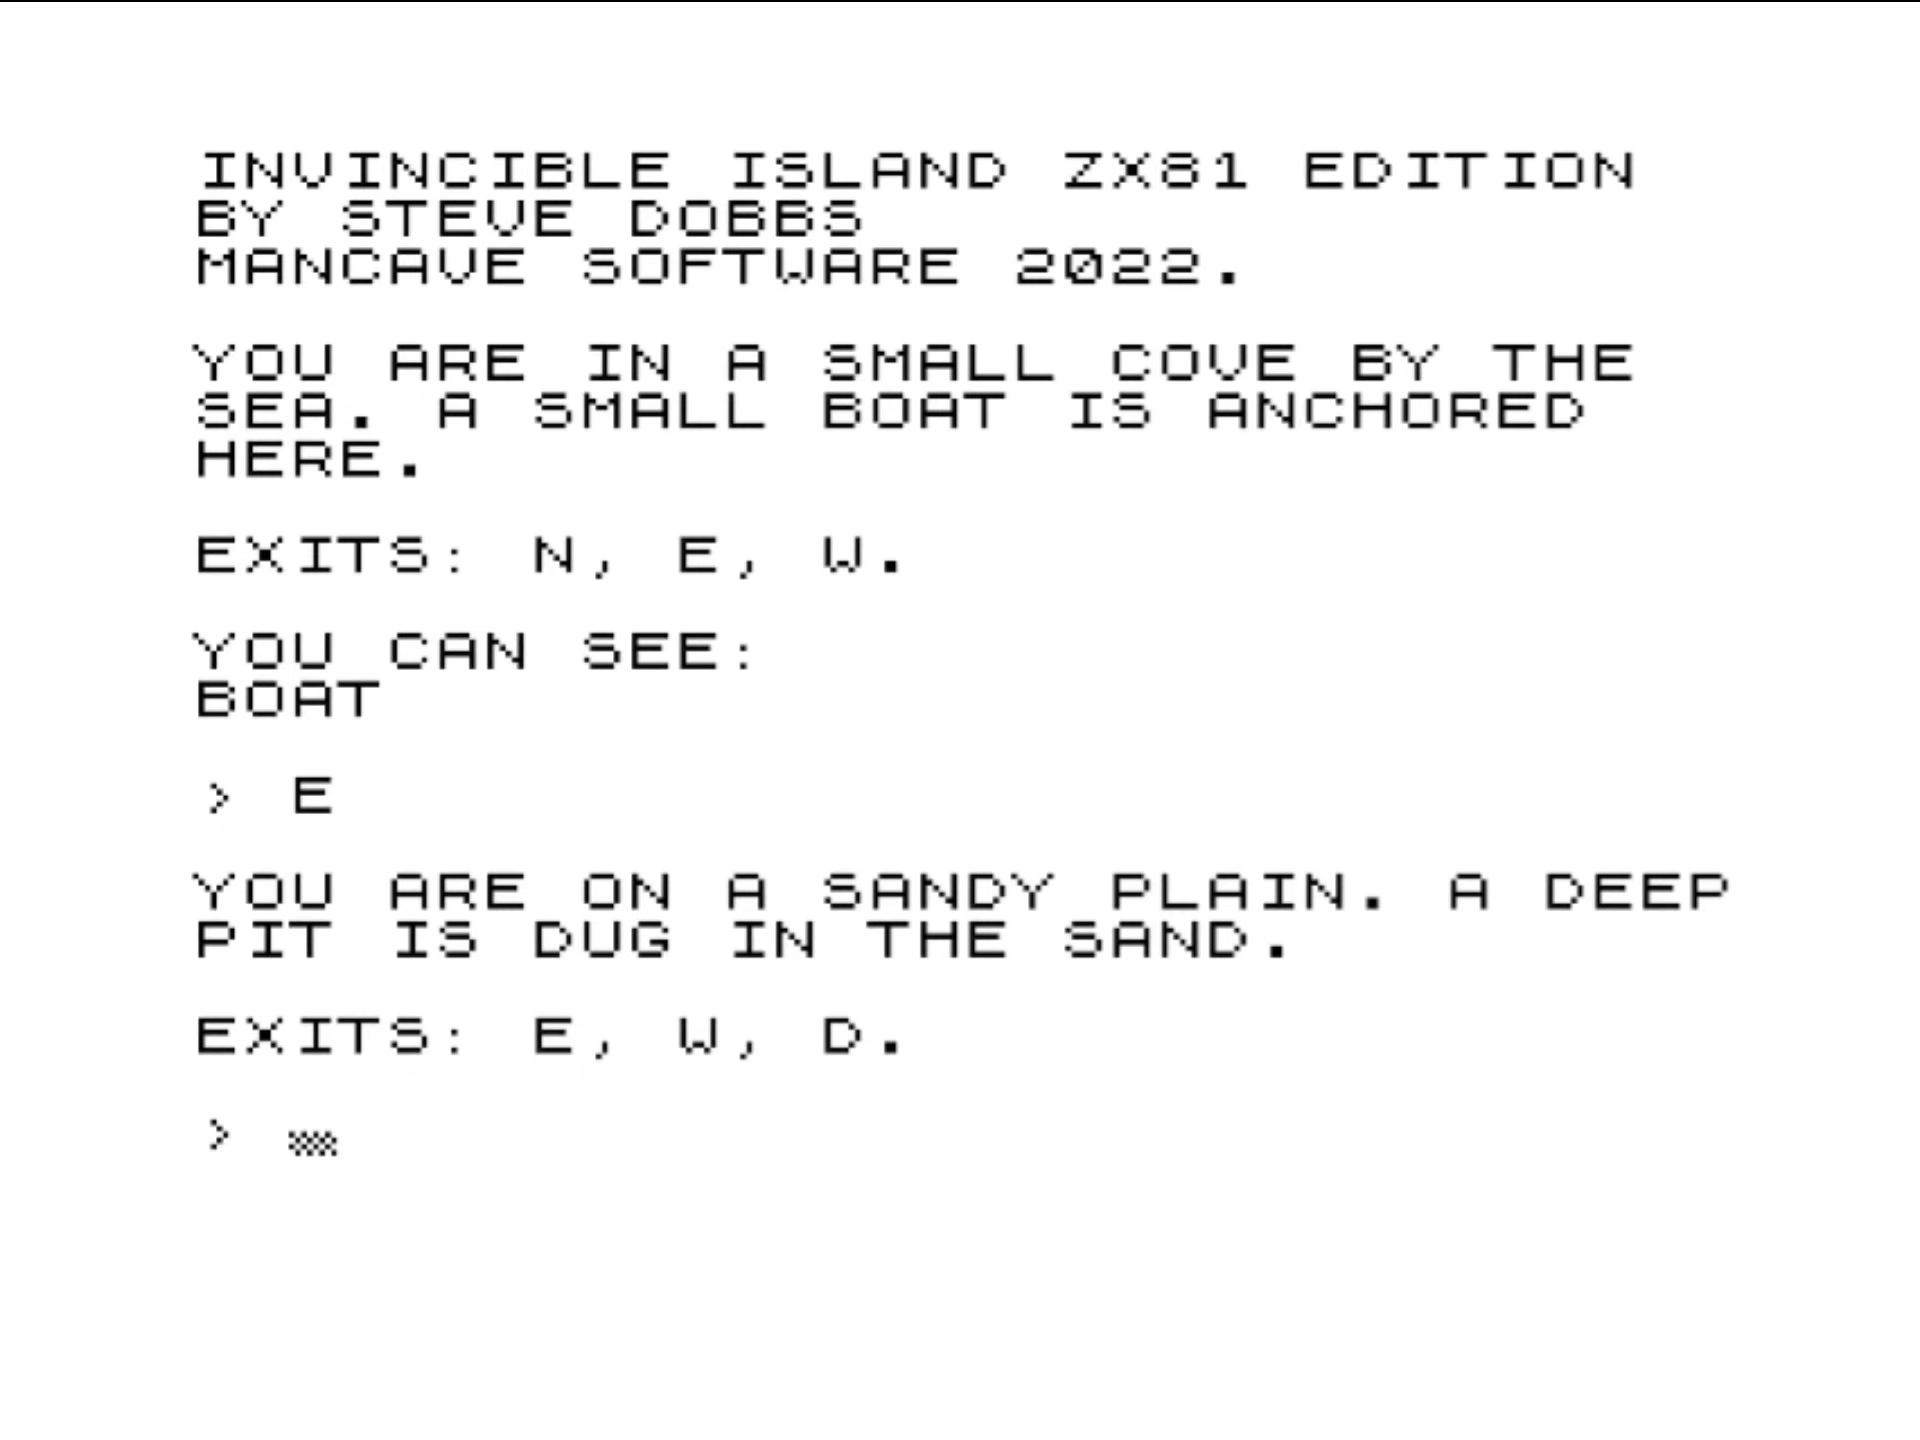 INVINCIBLE ISLAND ZX81 EDITION
BY STEVE DOBBS
MANCAVE SOFTWARE 2022.
YOU ARE IN A SMALL COVE BY THE
SEA. A SMALL BOAT IS ANCHORED
HERE.
EXITS: N, E, W.
YOU CAN SEE:
BOAT
> E
YOU ARE ON A SANDY PLAIN. A DEEP
PIT IS DUG IN THE SAND.
EXITS: E, W, D.
>